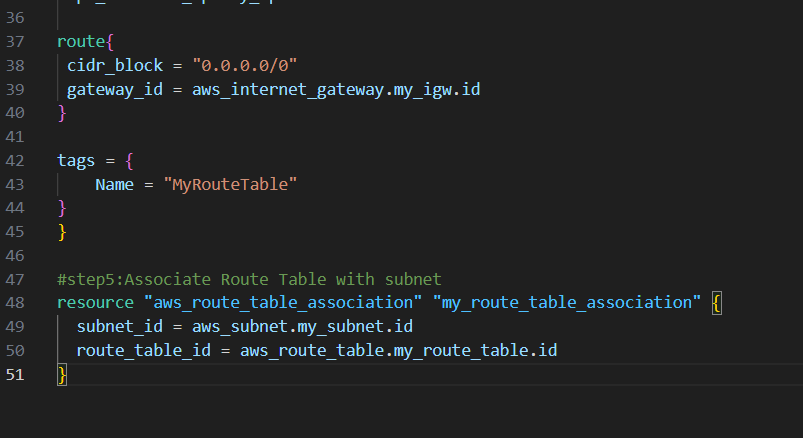 36
37 route{
38 cidr_block = "0.0.0.0/0"
39 gateway_id = aws_internet_gateway.my_igw.id
40 }
41
42 tags = {
43 Name = "MyRouteTable"
44 }
45 }
46
47 #step5:Associate Route Table with subnet
48 resource "aws_route_table_association" "my_route_table_association" {
49 subnet_id = aws_subnet.my_subnet.id
50 route_table_id = aws_route_table.my_route_table.id
51 }